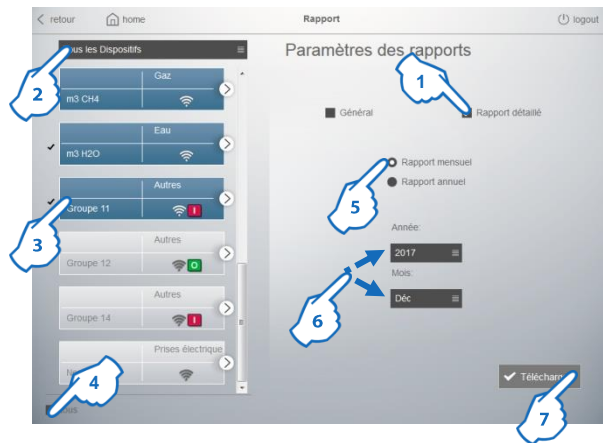 retour
home
Rapport
logout
Tous les Dispositifs
Paramètres des rapports
Gaz
m3 CH4
Eau
m3 H2O
Autres
Groupe 11
I
Autres
Groupe 12
O
Autres
Groupe 14
I
Prises électrique
Général
Rapport détaillé
Rapport mensuel
Rapport annuel
Année:
2017
Mois:
Déc
Télécharger
1
2
3
4
5
6
7